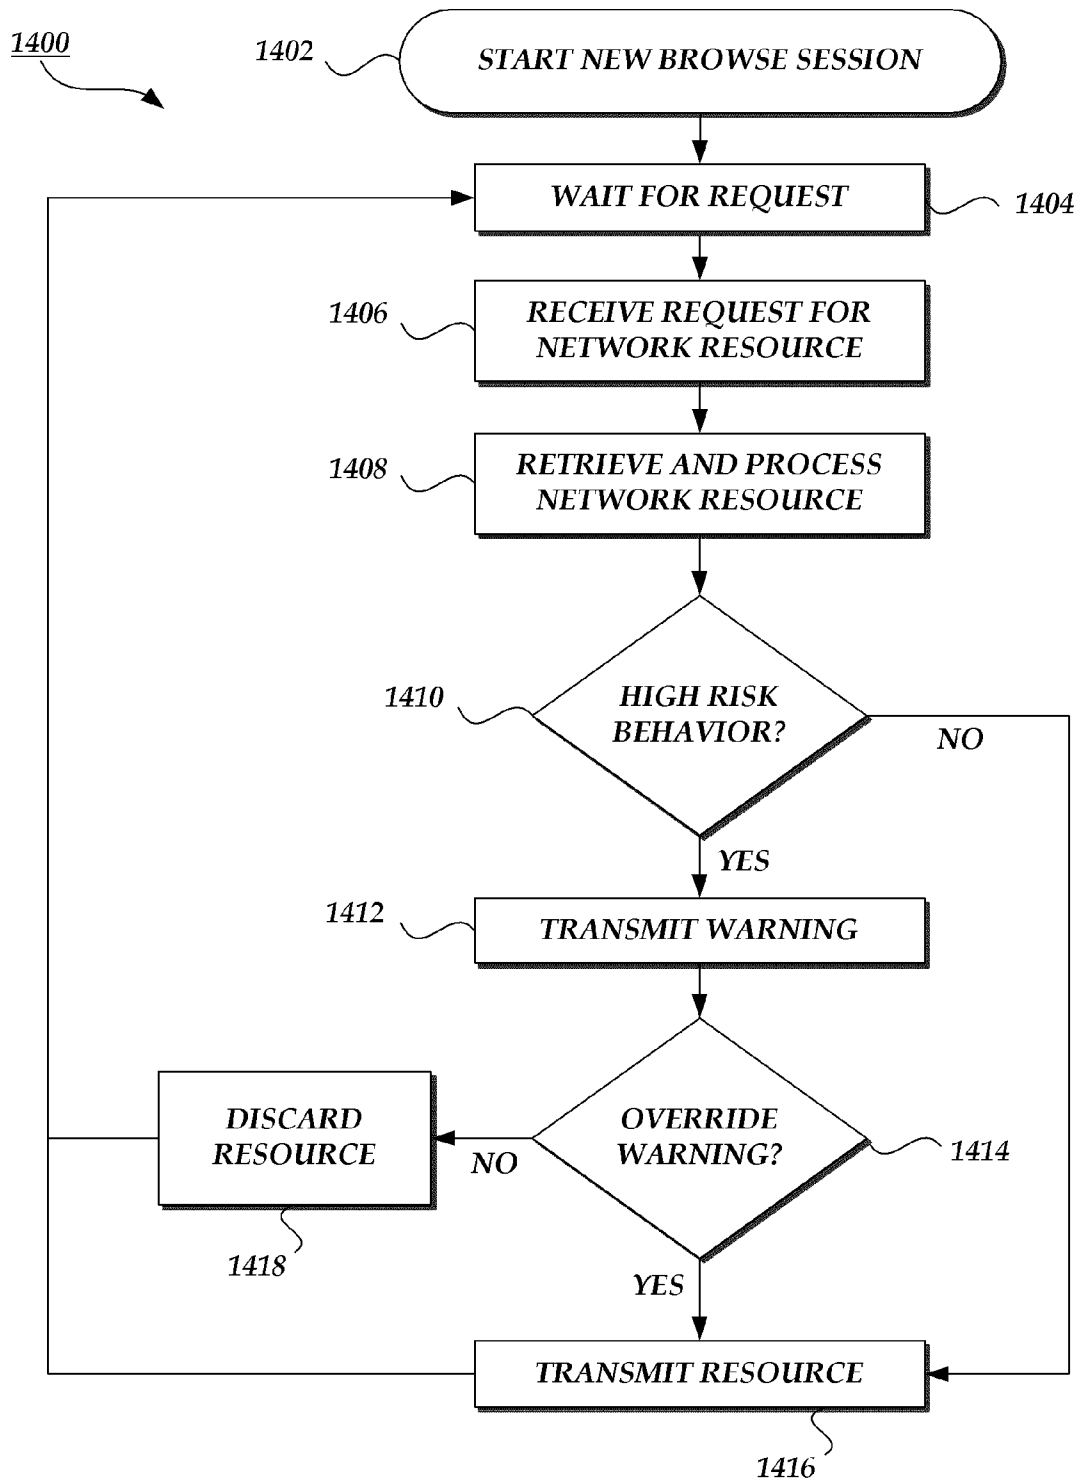 1400
1402
START NEW BROWSE SESSION
WAIT FOR REQUEST
1404
1406
RECEIVE REQUEST FOR
NETWORK RESOURCE
1408
RETRIEVE AND PROCESS
NETWORK RESOURCE
1410
HIGH RISK
BEHAVIOR?
NO
YES
1412
TRANSMIT WARNING
DISCARD
RESOURCE
NO
OVERRIDE
WARNING?
1414
1418
YES
TRANSMIT RESOURCE
1416